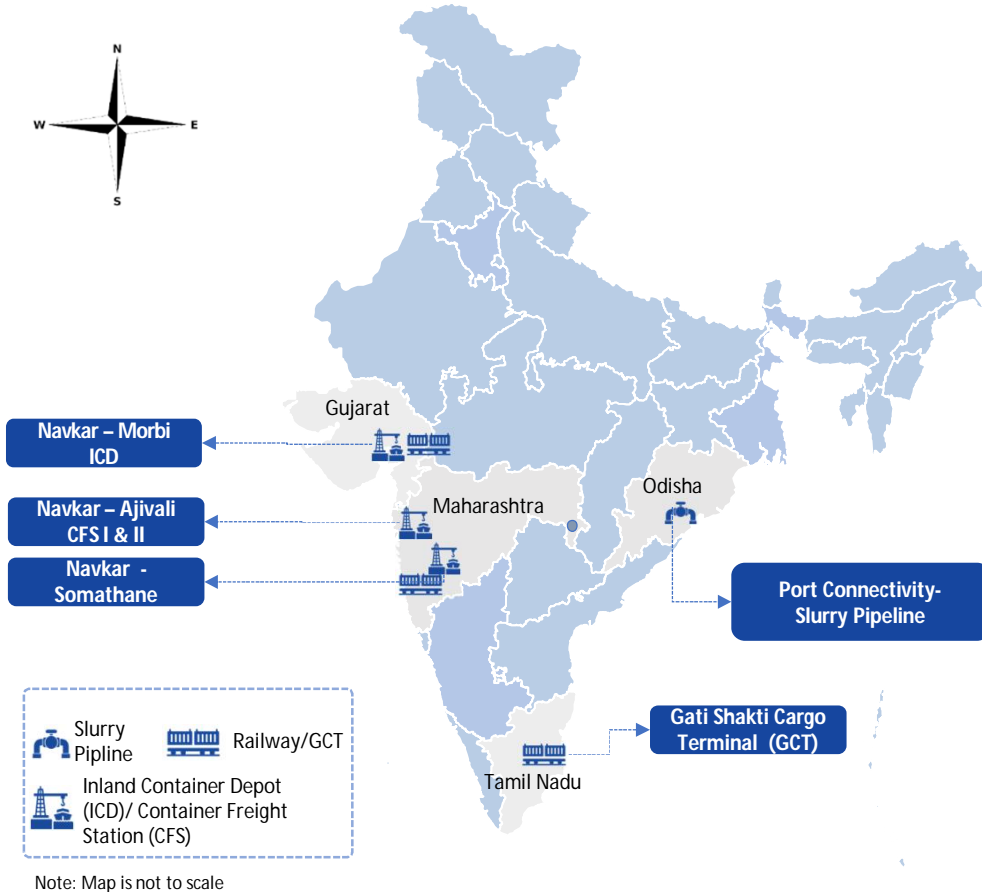 N
W
E
S
Gujarat
Navkar – Morbi
ICD
Maharashtra
Odisha
Navkar – Ajivali
CFS I & II
Navkar -
Somathane
Port Connectivity-
Slurry Pipeline
Gati Shakti Cargo
Terminal (GCT)
Tamil Nadu
Slurry
Pipline
Railway/GCT
Inland Container Depot
(ICD)/ Container Freight
Station (CFS)
Note: Map is not to scale